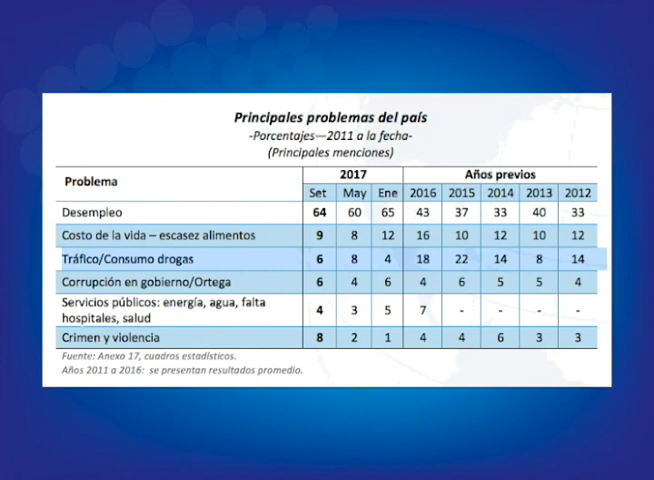 Principales problemas del país
-Porcentajes—2011 a la fecha-
(Principales menciones)
Problema 2017 Años previos
Set May Ene 2016 2015 2014 2013 2012
Desempleo 64 60 65 43 37 33 40 33
Costo de la vida – escasez alimentos 9 8 12 16 10 12 10 12
Tráfico/Consumo drogas 6 8 4 18 22 14 8 14
Corrupción en gobierno/Ortega 6 4 6 4 6 5 5 4
Servicios públicos: energía, agua, falta
hospitales, salud 4 3 5 7 - - - -
Crimen y violencia 8 2 1 4 4 6 3 3
Fuente: Anexo 17, cuadros estadísticos.
Años 2011 a 2016: se presentan resultados promedio.